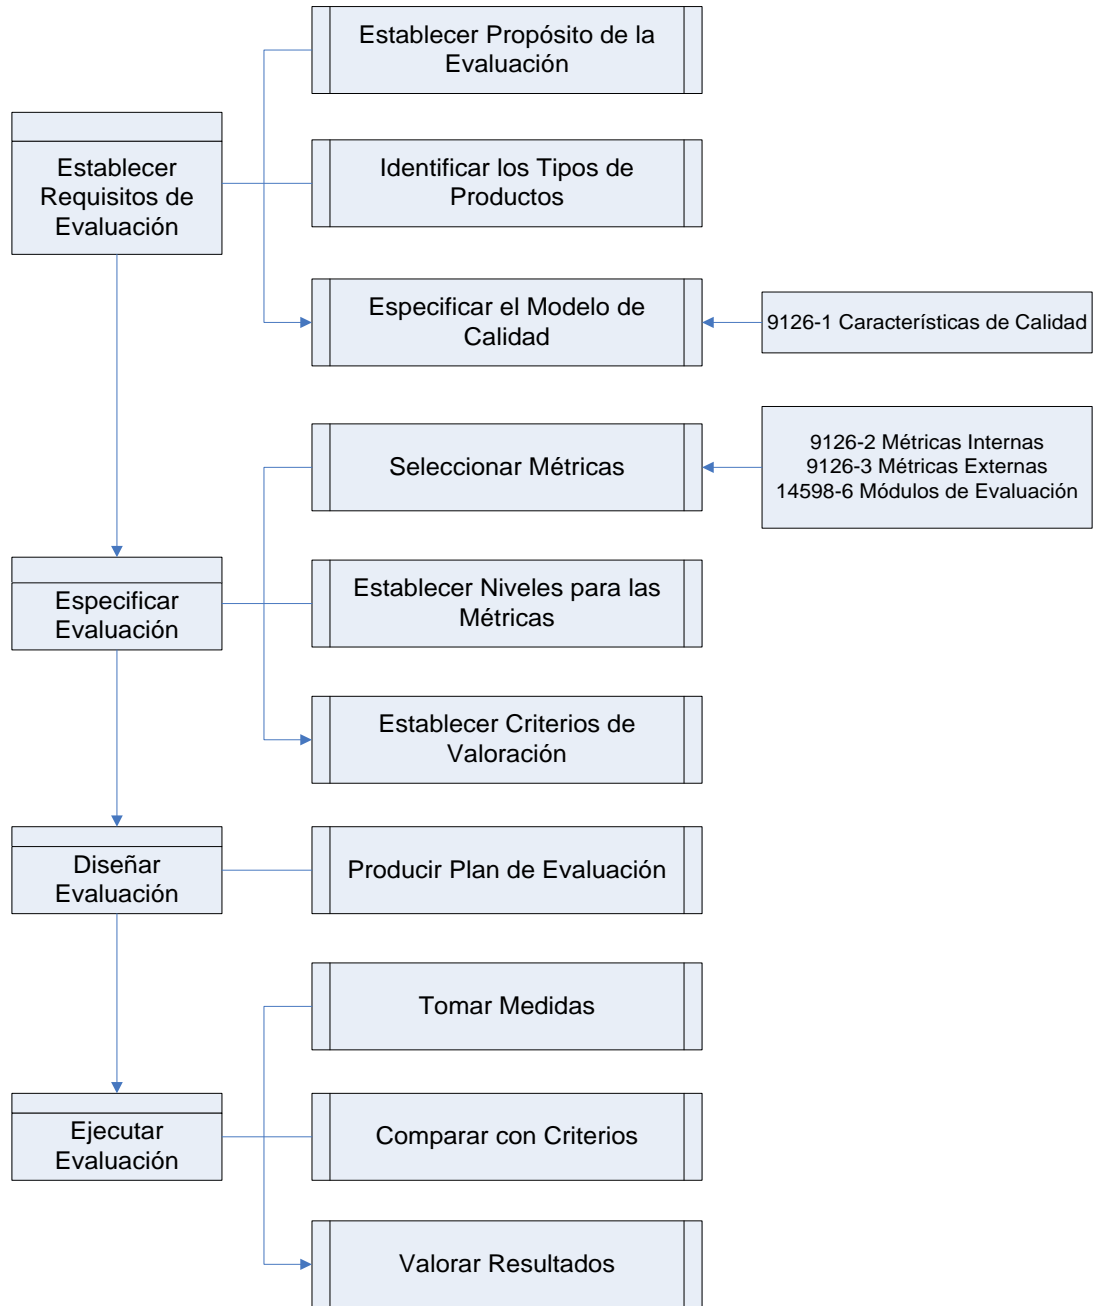 Establecer Propósito de la
Evaluación
Establecer
Requisitos de
Evaluación
Identificar los Tipos de
Productos
Especificar el Modelo de
Calidad
9126-1 Características de Calidad
Seleccionar Métricas
9126-2 Métricas Internas
9126-3 Métricas Externas
14598-6 Módulos de Evaluación
Especificar
Evaluación
Establecer Niveles para las
Métricas
Establecer Criterios de
Valoración
Diseñar
Evaluación
Producir Plan de Evaluación
Tomar Medidas
Ejecutar
Evaluación
Comparar con Criterios
Valorar Resultados